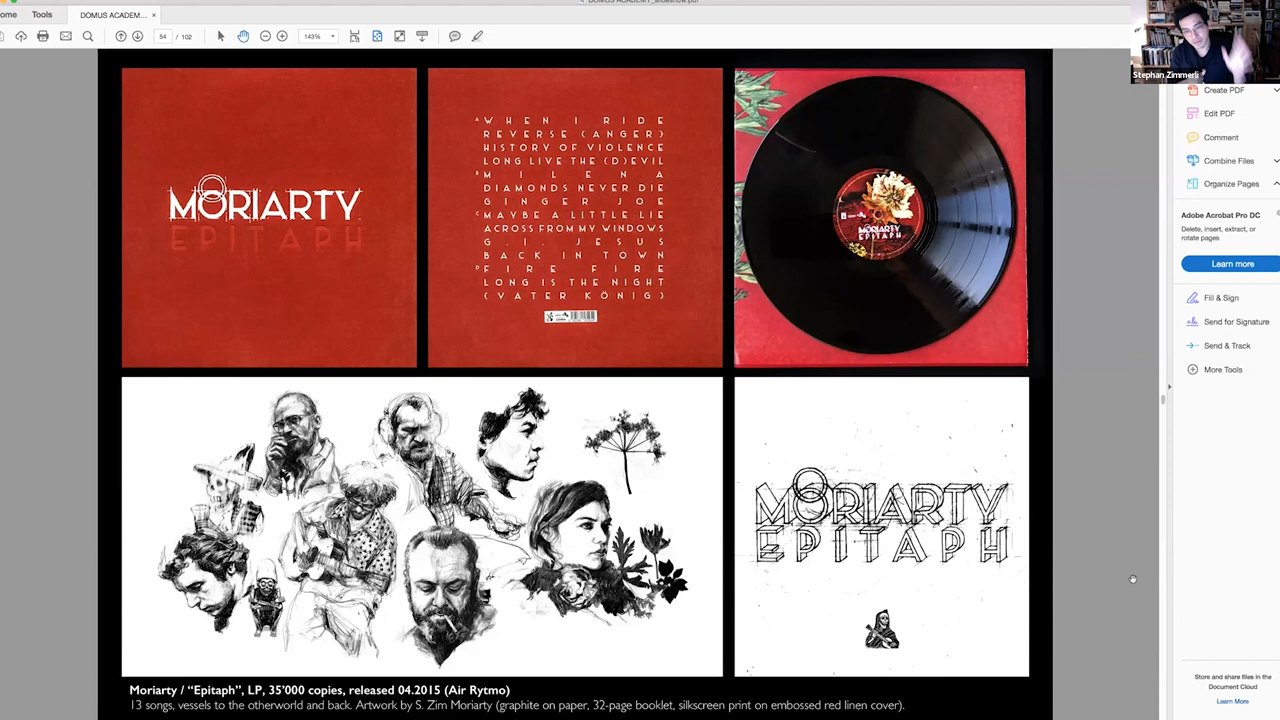 DOMUS ACADEMY_slideshow.pdf
ome
Tools
DOMUS ACADEM...
×
54 / 102
143%
Stephan Zimmerli
Create PDF
Edit PDF
Comment
Combine Files
Organize Pages
Adobe Acrobat Pro DC
Delete, insert, extract, or
rotate pages
Learn more
Fill & Sign
Send for Signature
Send & Track
More Tools
Store and share files in the
Document Cloud
Learn More
MORIARTY
EPITAPH
A WHEN I RIDE
REVERSE (ANGER)
HISTORY OF VIOLENCE
LONG LIVE THE (D)EVIL
B MILENA
DIAMONDS NEVER DIE
GINGER JOE
C MAYBE A LITTLE LIE
ACROSS FROM MY WINDOWS
G.I. JESUS
BACK IN TOWN
D FIRE FIRE
LONG IS THE NIGHT
(VATER KÖNIG)
MORIARTY
EPITAPH
MORIARTY
EPITAPH
Moriarty / “Epitaph”, LP, 35'000 copies, released 04.2015 (Air Rytmo)
13 songs, vessels to the otherworld and back. Artwork by S. Zim Moriarty (graphite on paper, 32-page booklet, silkscreen print on embossed red linen cover).